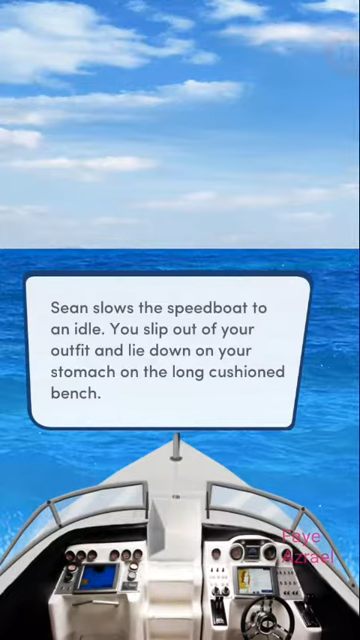 Sean slows the speedboat to
an idle. You slip out of your
outfit and lie down on your
stomach on the long cushioned
bench.
Faye
Azrael